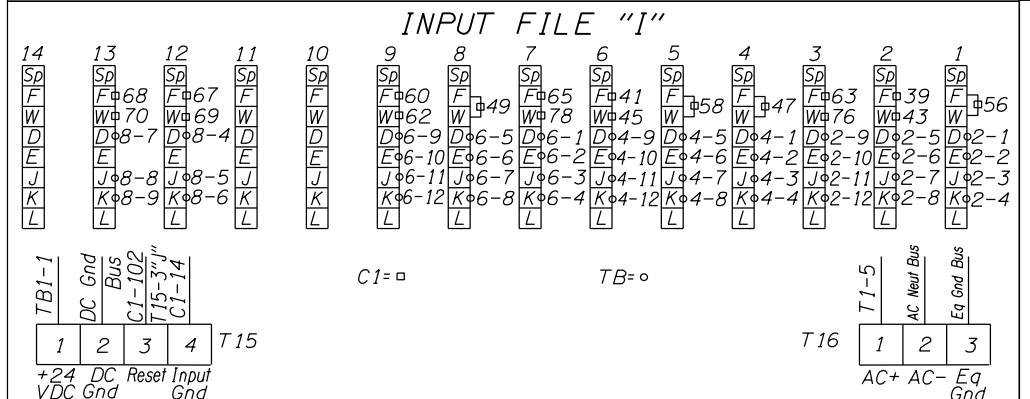 INPUT FILE "I"
14 13 12 11 10 9 8 7 6 5 4 3 2 1
Sp Sp Sp Sp Sp Sp Sp Sp Sp Sp Sp Sp Sp Sp
F F 68 F 67 F F F 60 F F 65 F 41 F F F 63 F 39 F
49 58 47 56
W W 70 W 69 W W W 62 W W 78 W 45 W W W 76 W 43 W
D D 8-7 D 8-4 D D D 6-9 D 6-5 D 6-1 D 4-9 D 4-5 D 4-1 D 2-9 D 2-5 D 2-1
E E E E E E 6-10 E 6-6 E 6-2 E 4-10 E 4-6 E 4-2 E 2-10 E 2-6 E 2-2
J J 8-8 J 8-5 J J J 6-11 J 6-7 J 6-3 J 4-11 J 4-7 J 4-3 J 2-11 J 2-7 J 2-3
K K 8-9 K 8-6 K K K 6-12 K 6-8 K 6-4 K 4-12 K 4-8 K 4-4 K 2-12 K 2-8 K 2-4
L L L L L L L L L L L L L L
TB1-1
DC Gnd
Bus
C1-102
T15-3"J"
C1-14
C1=
TB=
T1-5
AC Neut Bus
Eq Gnd Bus
1 2 3 4 T15
+24 DC Reset Input
VDC Gnd Gnd
T16 1 2 3
AC+ AC- Eq
Gnd